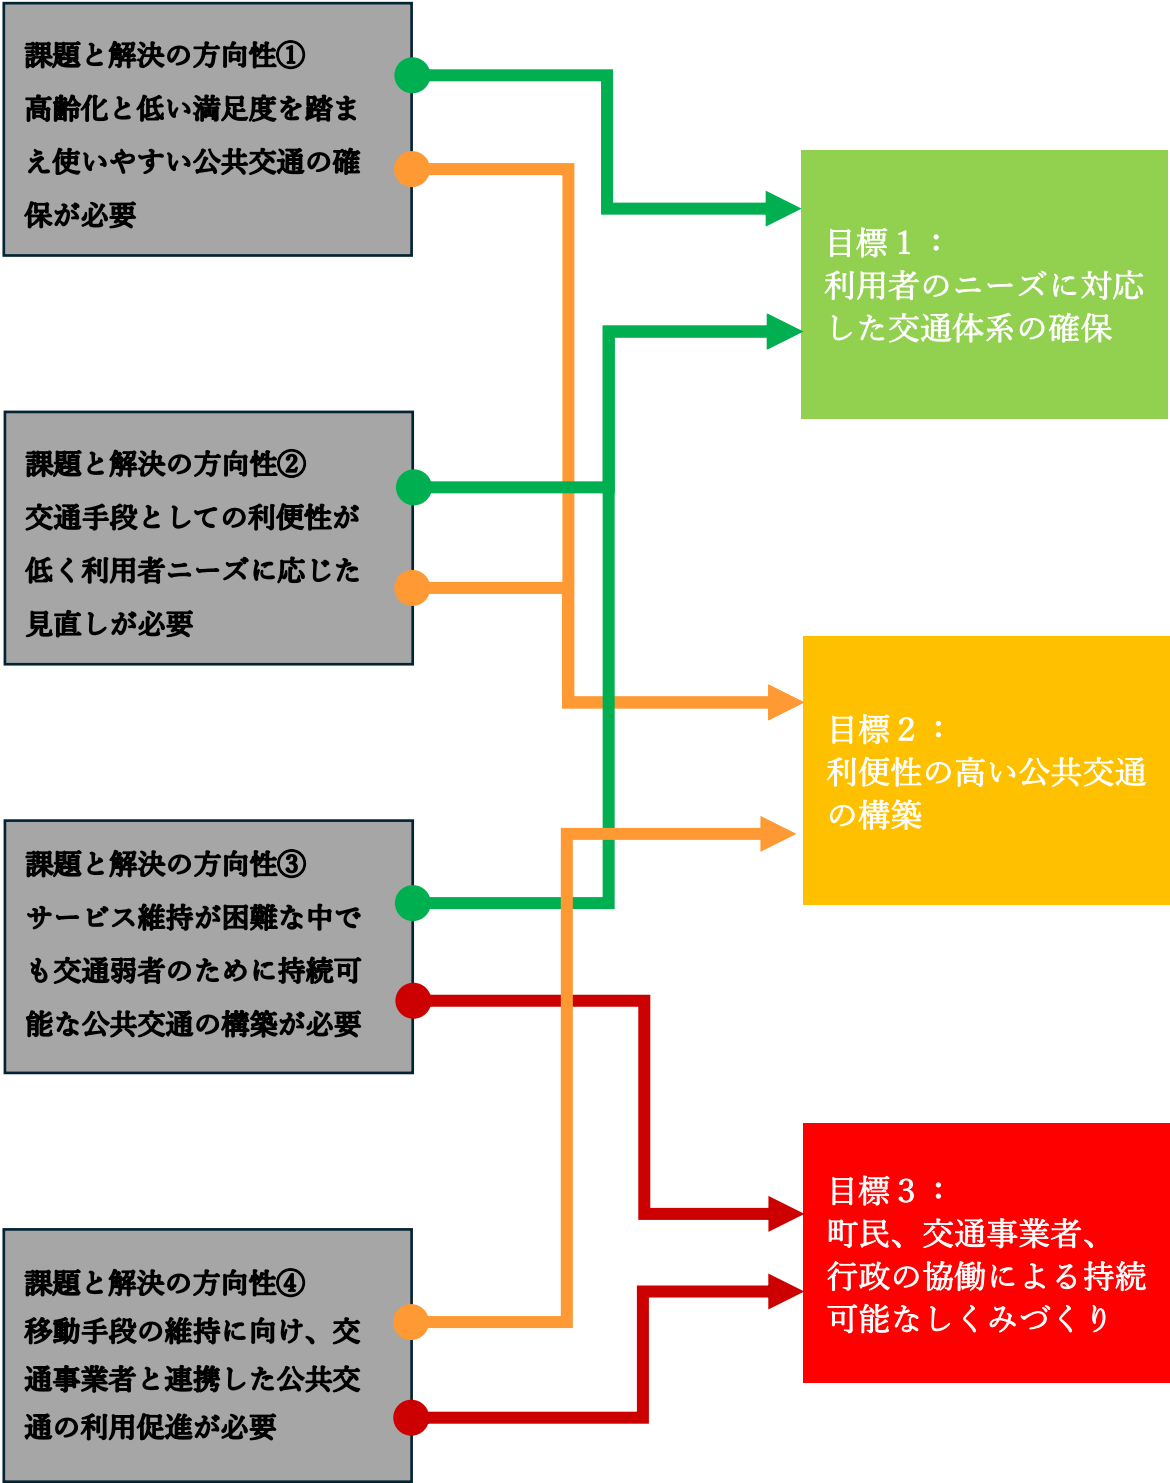 課題と解決の方向性①
高齢化と低い満足度を踏ま
え使いやすい公共交通の確
保が必要
課題と解決の方向性②
交通手段としての利便性が
低く利用者ニーズに応じた
見直しが必要
課題と解決の方向性③
サービス維持が困難な中で
も交通弱者のために持続可
能な公共交通の構築が必要
課題と解決の方向性④
移動手段の維持に向け、交
通事業者と連携した公共交
通の利用促進が必要
目標１：
利用者のニーズに対応
した交通体系の確保
目標２：
利便性の高い公共交通
の構築
目標３：
町民、交通事業者、
行政の協働による持続
可能なしくみづくり